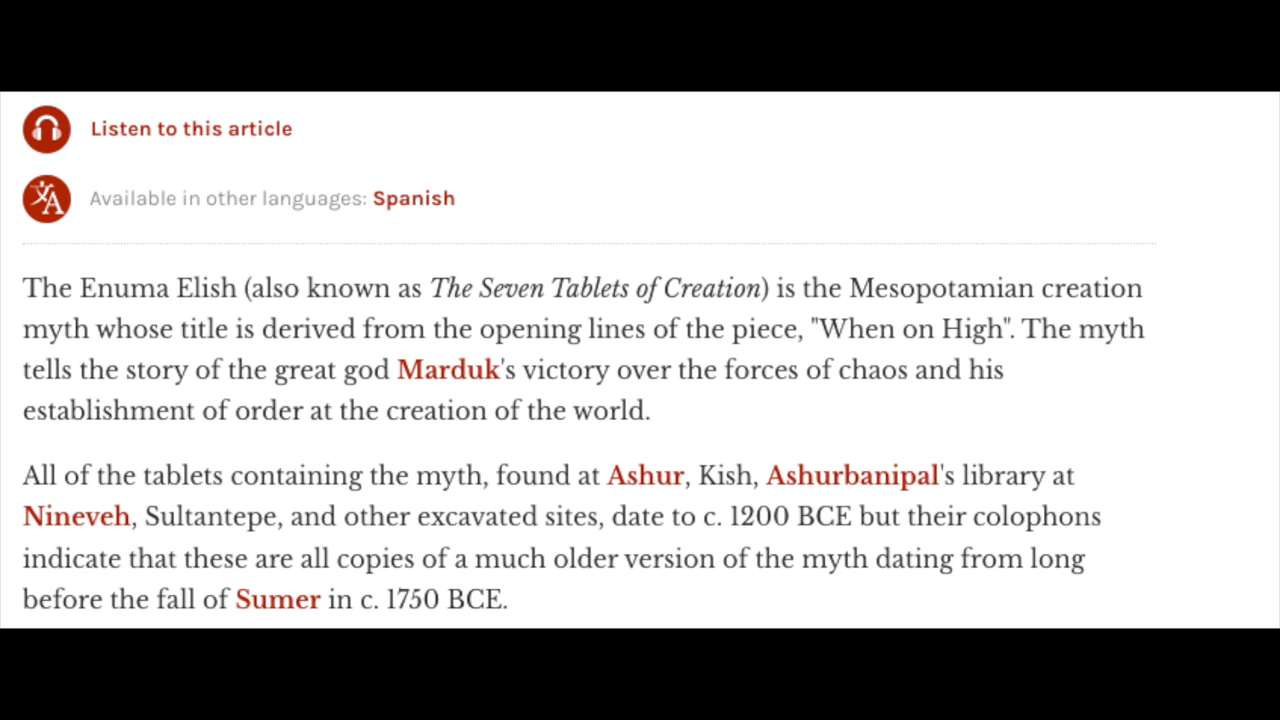 Listen to this article
Available in other languages: Spanish
The Enuma Elish (also known as The Seven Tablets of Creation) is the Mesopotamian creation
myth whose title is derived from the opening lines of the piece, "When on High". The myth
tells the story of the great god Marduk's victory over the forces of chaos and his
establishment of order at the creation of the world.
All of the tablets containing the myth, found at Ashur, Kish, Ashurbanipal's library at
Nineveh, Sultantepe, and other excavated sites, date to c. 1200 BCE but their colophons
indicate that these are all copies of a much older version of the myth dating from long
before the fall of Sumer in c. 1750 BCE.